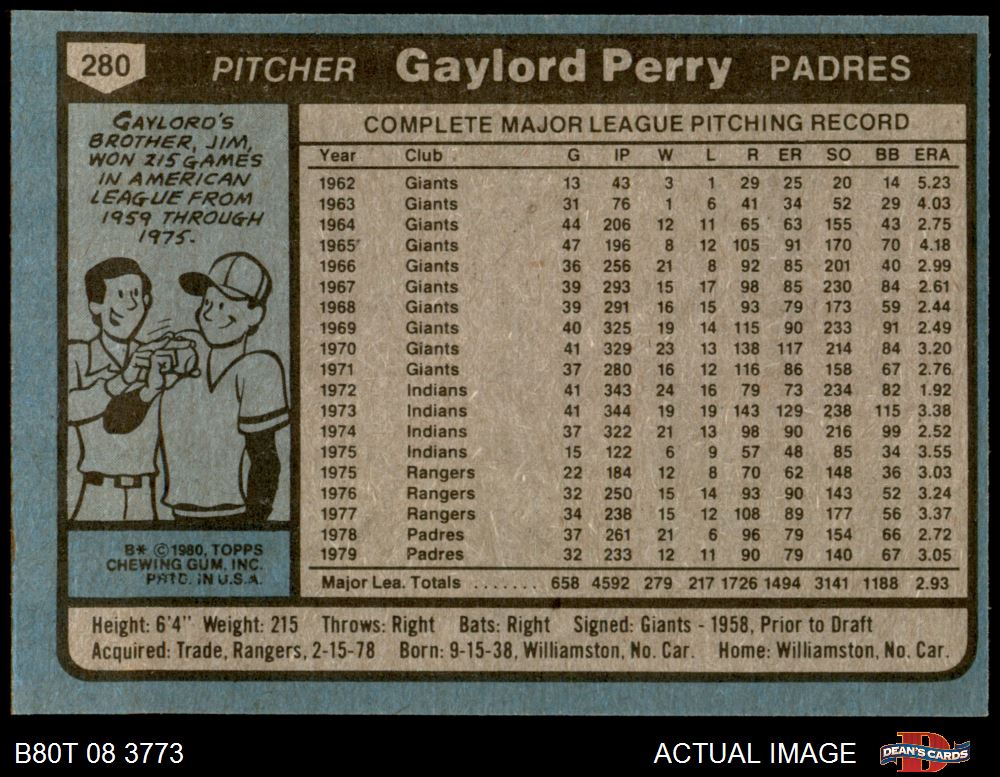 280 PITCHER Gaylord Perry PADRES
GAYLORD'S
BROTHER, JIM,
WON 215 GAMES
IN AMERICAN
LEAGUE FROM
1959 THROUGH
1975.
B* © 1980, TOPPS
CHEWING GUM, INC.
PRTD. IN U.S.A.
COMPLETE MAJOR LEAGUE PITCHING RECORD
Year Club G IP W L R ER SO BB ERA
1962 Giants 13 43 3 1 29 25 20 14 5.23
1963 Giants 31 76 1 6 41 34 52 29 4.03
1964 Giants 44 206 12 11 65 63 155 43 2.75
1965 Giants 47 196 8 12 105 91 170 70 4.18
1966 Giants 36 256 21 8 92 85 201 40 2.99
1967 Giants 39 293 15 17 98 85 230 84 2.61
1968 Giants 39 291 16 15 93 79 173 59 2.44
1969 Giants 40 325 19 14 115 90 233 91 2.49
1970 Giants 41 329 23 13 138 117 214 84 3.20
1971 Giants 37 280 16 12 116 86 158 67 2.76
1972 Indians 41 343 24 16 79 73 234 82 1.92
1973 Indians 41 344 19 19 143 129 238 115 3.38
1974 Indians 37 322 21 13 98 90 216 99 2.52
1975 Indians 15 122 6 9 57 48 85 34 3.55
1975 Rangers 22 184 12 8 70 62 148 36 3.03
1976 Rangers 32 250 15 14 93 90 143 52 3.24
1977 Rangers 34 238 15 12 108 89 177 56 3.37
1978 Padres 37 261 21 6 96 79 154 66 2.72
1979 Padres 32 233 12 11 90 79 140 67 3.05
Major Lea. Totals ....... 658 4592 279 217 1726 1494 3141 1188 2.93
Height: 6'4" Weight: 215 Throws: Right Bats: Right Signed: Giants - 1958, Prior to Draft
Acquired: Trade, Rangers, 2-15-78 Born: 9-15-38, Williamston, No. Car. Home: Williamston, No. Car.
B80T 08 3773 ACTUAL IMAGE DEAN'S CARDS